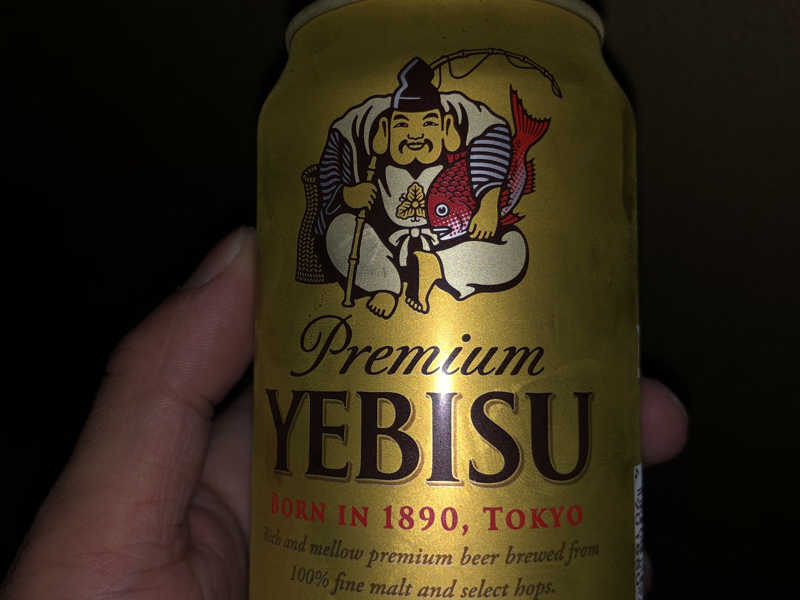 Premium
YEBISU
BORN IN 1890, TOKYO
Rich and mellow premium beer brewed from
100% fine malt and select hops.